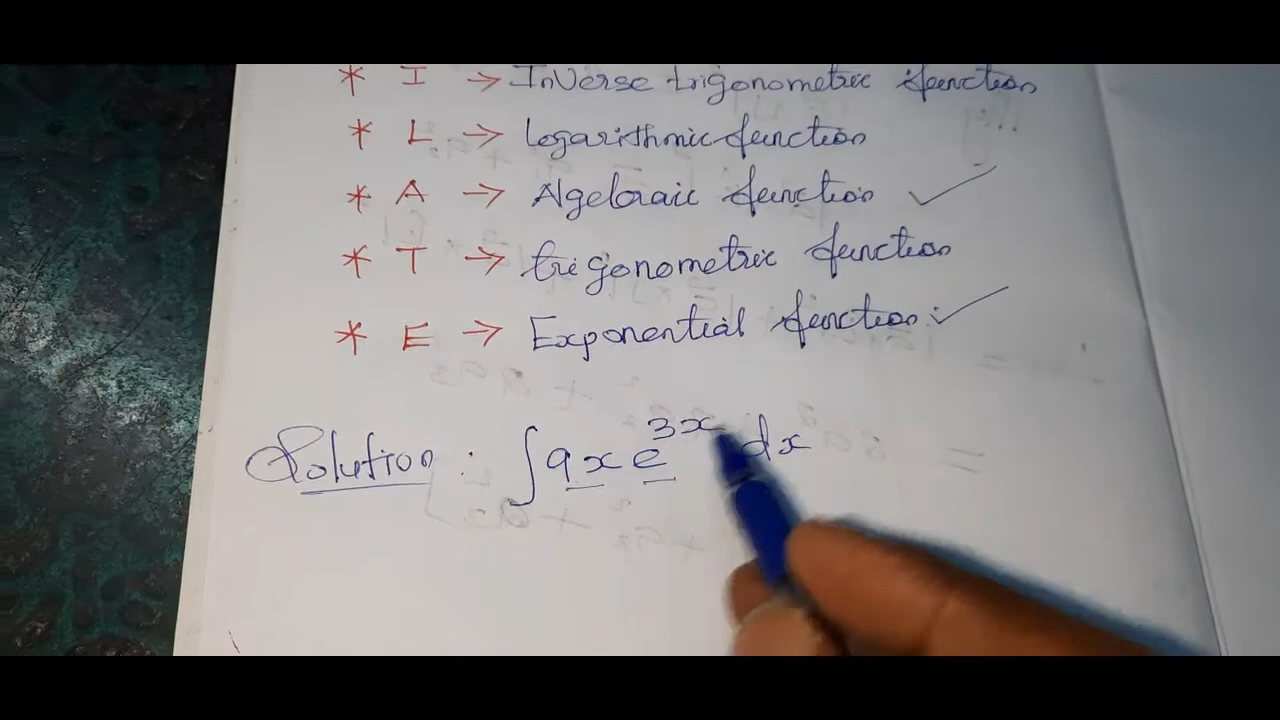 * I → Inverse trigonometric function
* L → logarithmic function
* A → Algebraic function ✓
* T → trigonometric function
* E → Exponential function: ✓
Solution : ∫ 9x e^{3x} dx